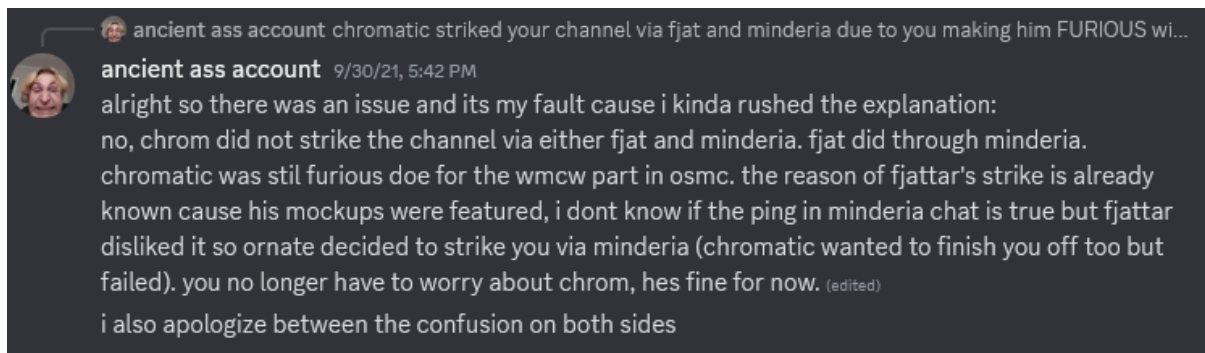 ancient ass account chromatic striked your channel via fjat and minderia due to you making him FURIOUS wi...
ancient ass account 9/30/21, 5:42 PM
alright so there was an issue and its my fault cause i kinda rushed the explanation:
no, chrom did not strike the channel via either fjat and minderia. fjat did through minderia.
chromatic was stil furious doe for the wmcw part in osmc. the reason of fjattar's strike is already
known cause his mockups were featured, i dont know if the ping in minderia chat is true but fjattar
disliked it so ornate decided to strike you via minderia (chromatic wanted to finish you off too but
failed). you no longer have to worry about chrom, hes fine for now. (edited)
i also apologize between the confusion on both sides